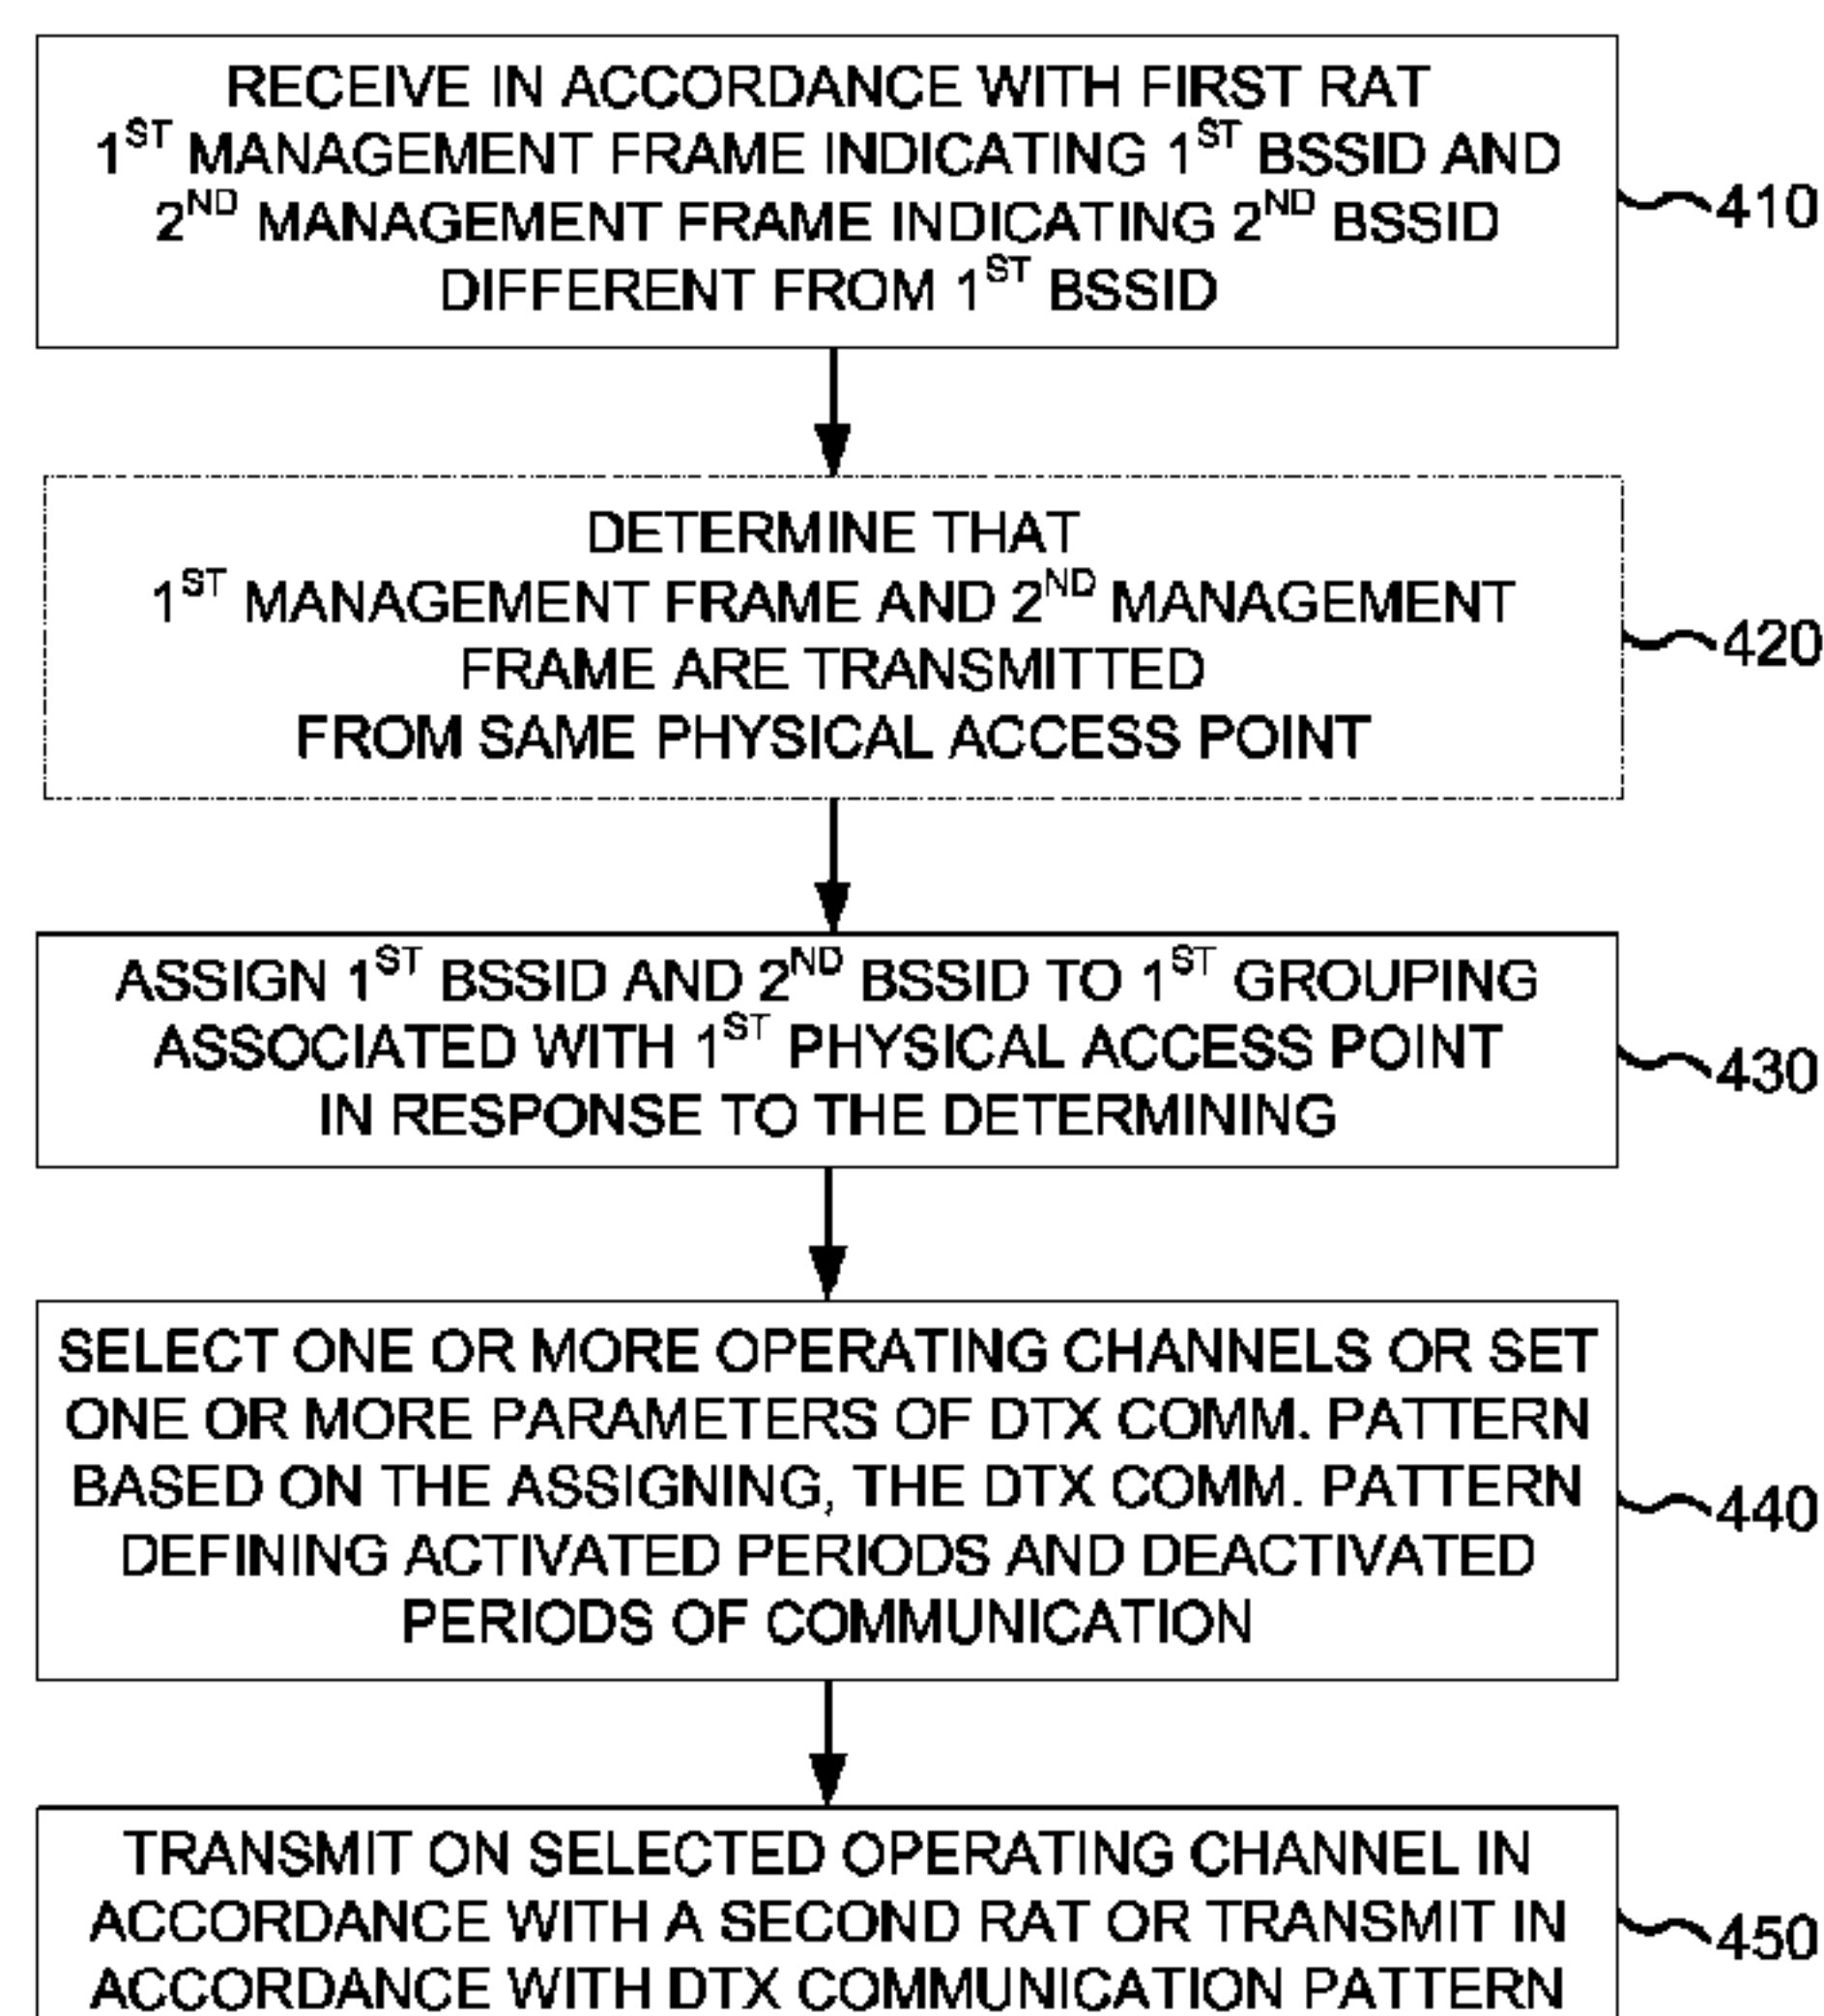 RECEIVE IN ACCORDANCE WITH FIRST RAT
1ST MANAGEMENT FRAME INDICATING 1ST BSSID AND
2ND MANAGEMENT FRAME INDICATING 2ND BSSID
DIFFERENT FROM 1ST BSSID
410
DETERMINE THAT
1ST MANAGEMENT FRAME AND 2ND MANAGEMENT
FRAME ARE TRANSMITTED
FROM SAME PHYSICAL ACCESS POINT
420
ASSIGN 1ST BSSID AND 2ND BSSID TO 1ST GROUPING
ASSOCIATED WITH 1ST PHYSICAL ACCESS POINT
IN RESPONSE TO THE DETERMINING
430
SELECT ONE OR MORE OPERATING CHANNELS OR SET
ONE OR MORE PARAMETERS OF DTX COMM. PATTERN
BASED ON THE ASSIGNING, THE DTX COMM. PATTERN
DEFINING ACTIVATED PERIODS AND DEACTIVATED
PERIODS OF COMMUNICATION
440
TRANSMIT ON SELECTED OPERATING CHANNEL IN
ACCORDANCE WITH A SECOND RAT OR TRANSMIT IN
ACCORDANCE WITH DTX COMMUNICATION PATTERN
450